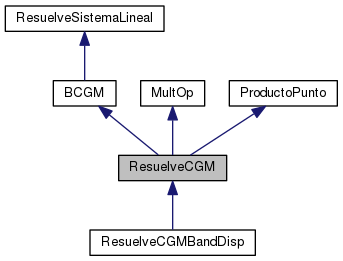 ResuelveSistemaLineal
BCGM
MultOp
ProductoPunto
ResuelveCGM
ResuelveCGMBandDisp